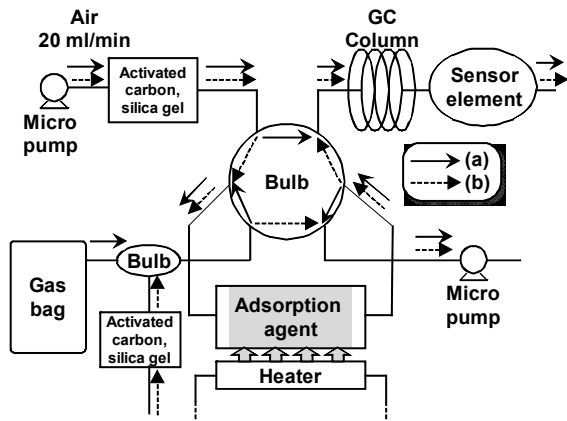 Air
20 ml/min
GC
Column
Activated
carbon,
silica gel
Sensor
element
Micro
pump
(a)
(b)
Bulb
Gas
bag
Bulb
Micro
pump
Adsorption
agent
Activated
carbon,
silica gel
Heater